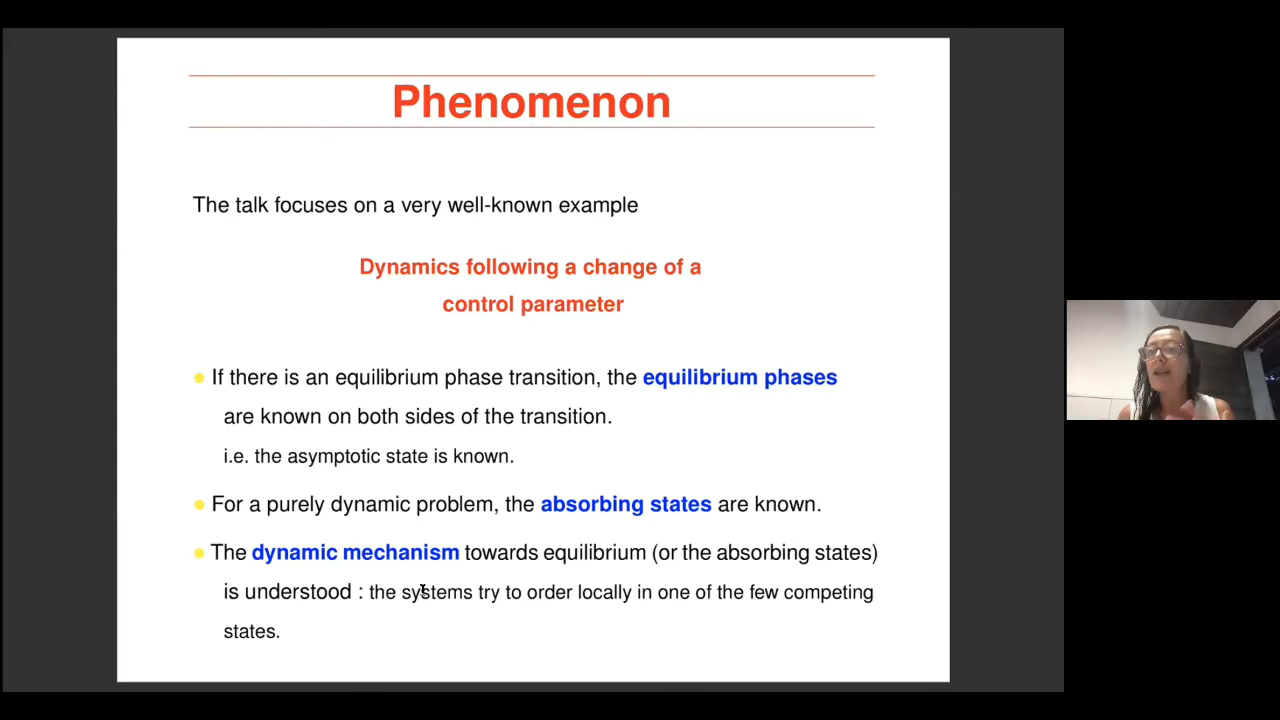 Phenomenon
The talk focuses on a very well-known example
Dynamics following a change of a
control parameter
If there is an equilibrium phase transition, the equilibrium phases
are known on both sides of the transition.
i.e. the asymptotic state is known.
For a purely dynamic problem, the absorbing states are known.
The dynamic mechanism towards equilibrium (or the absorbing states)
is understood : the systems try to order locally in one of the few competing
states.